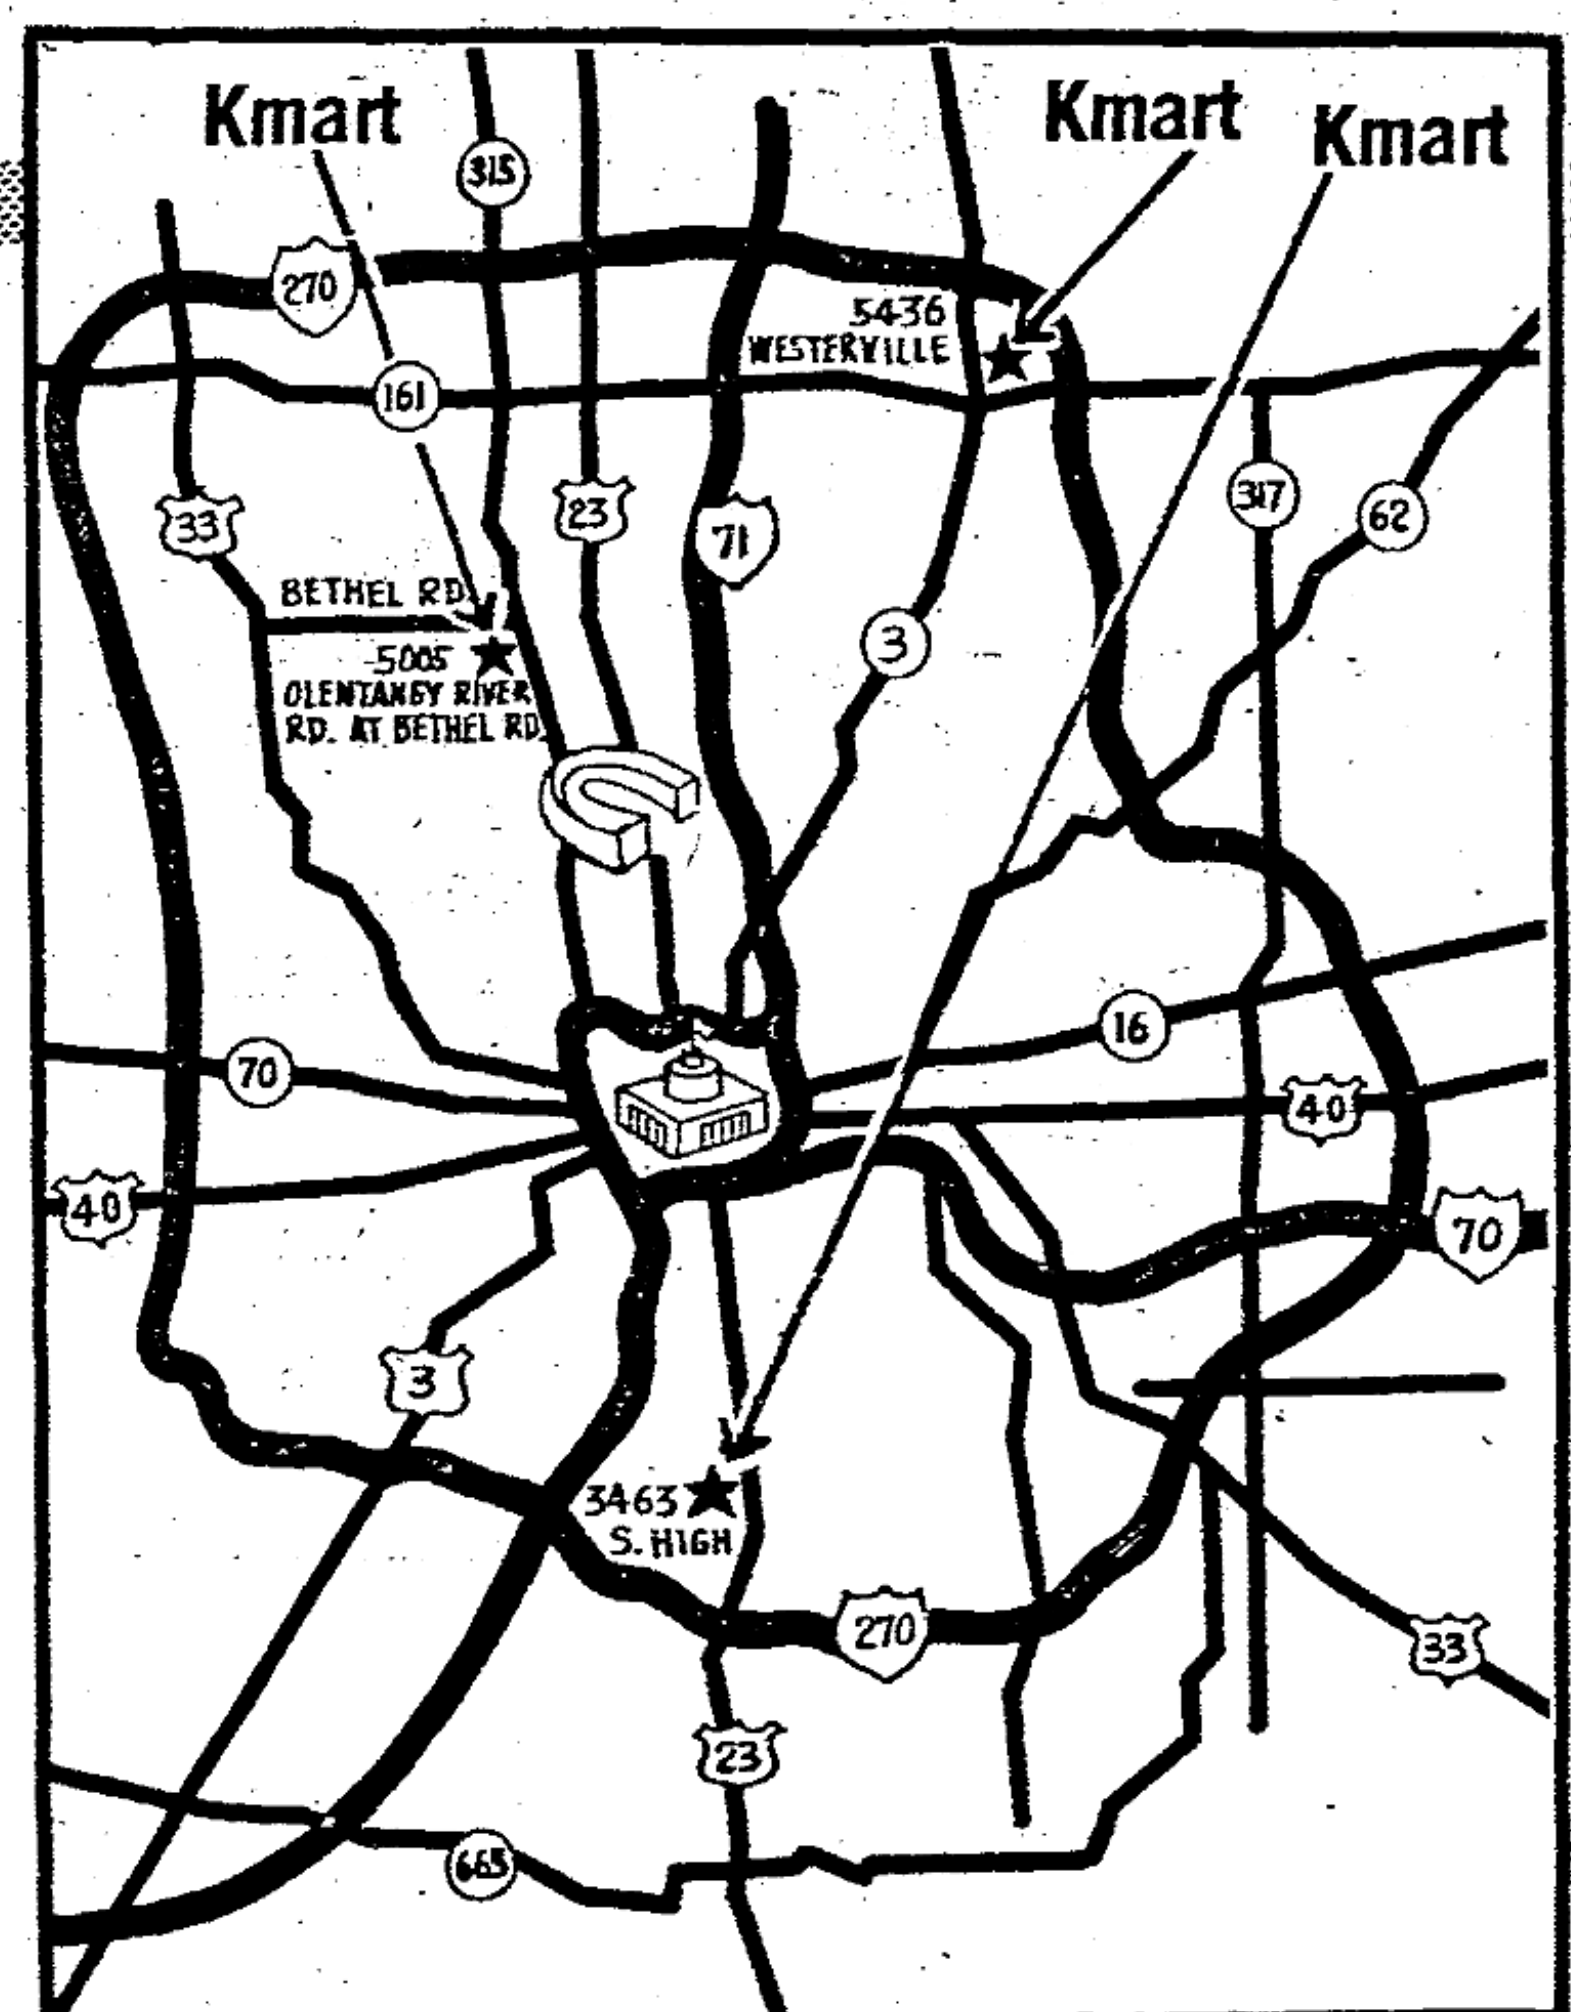 Kmart
Kmart
Kmart
315
270
5436
WESTERVILLE
161
317
62
33
23
71
BETHEL RD.
3
5005
OLENTANGY RIVER
RD. AT BETHEL RD.
16
70
40
40
70
3
3463
S. HIGH
270
33
23
665